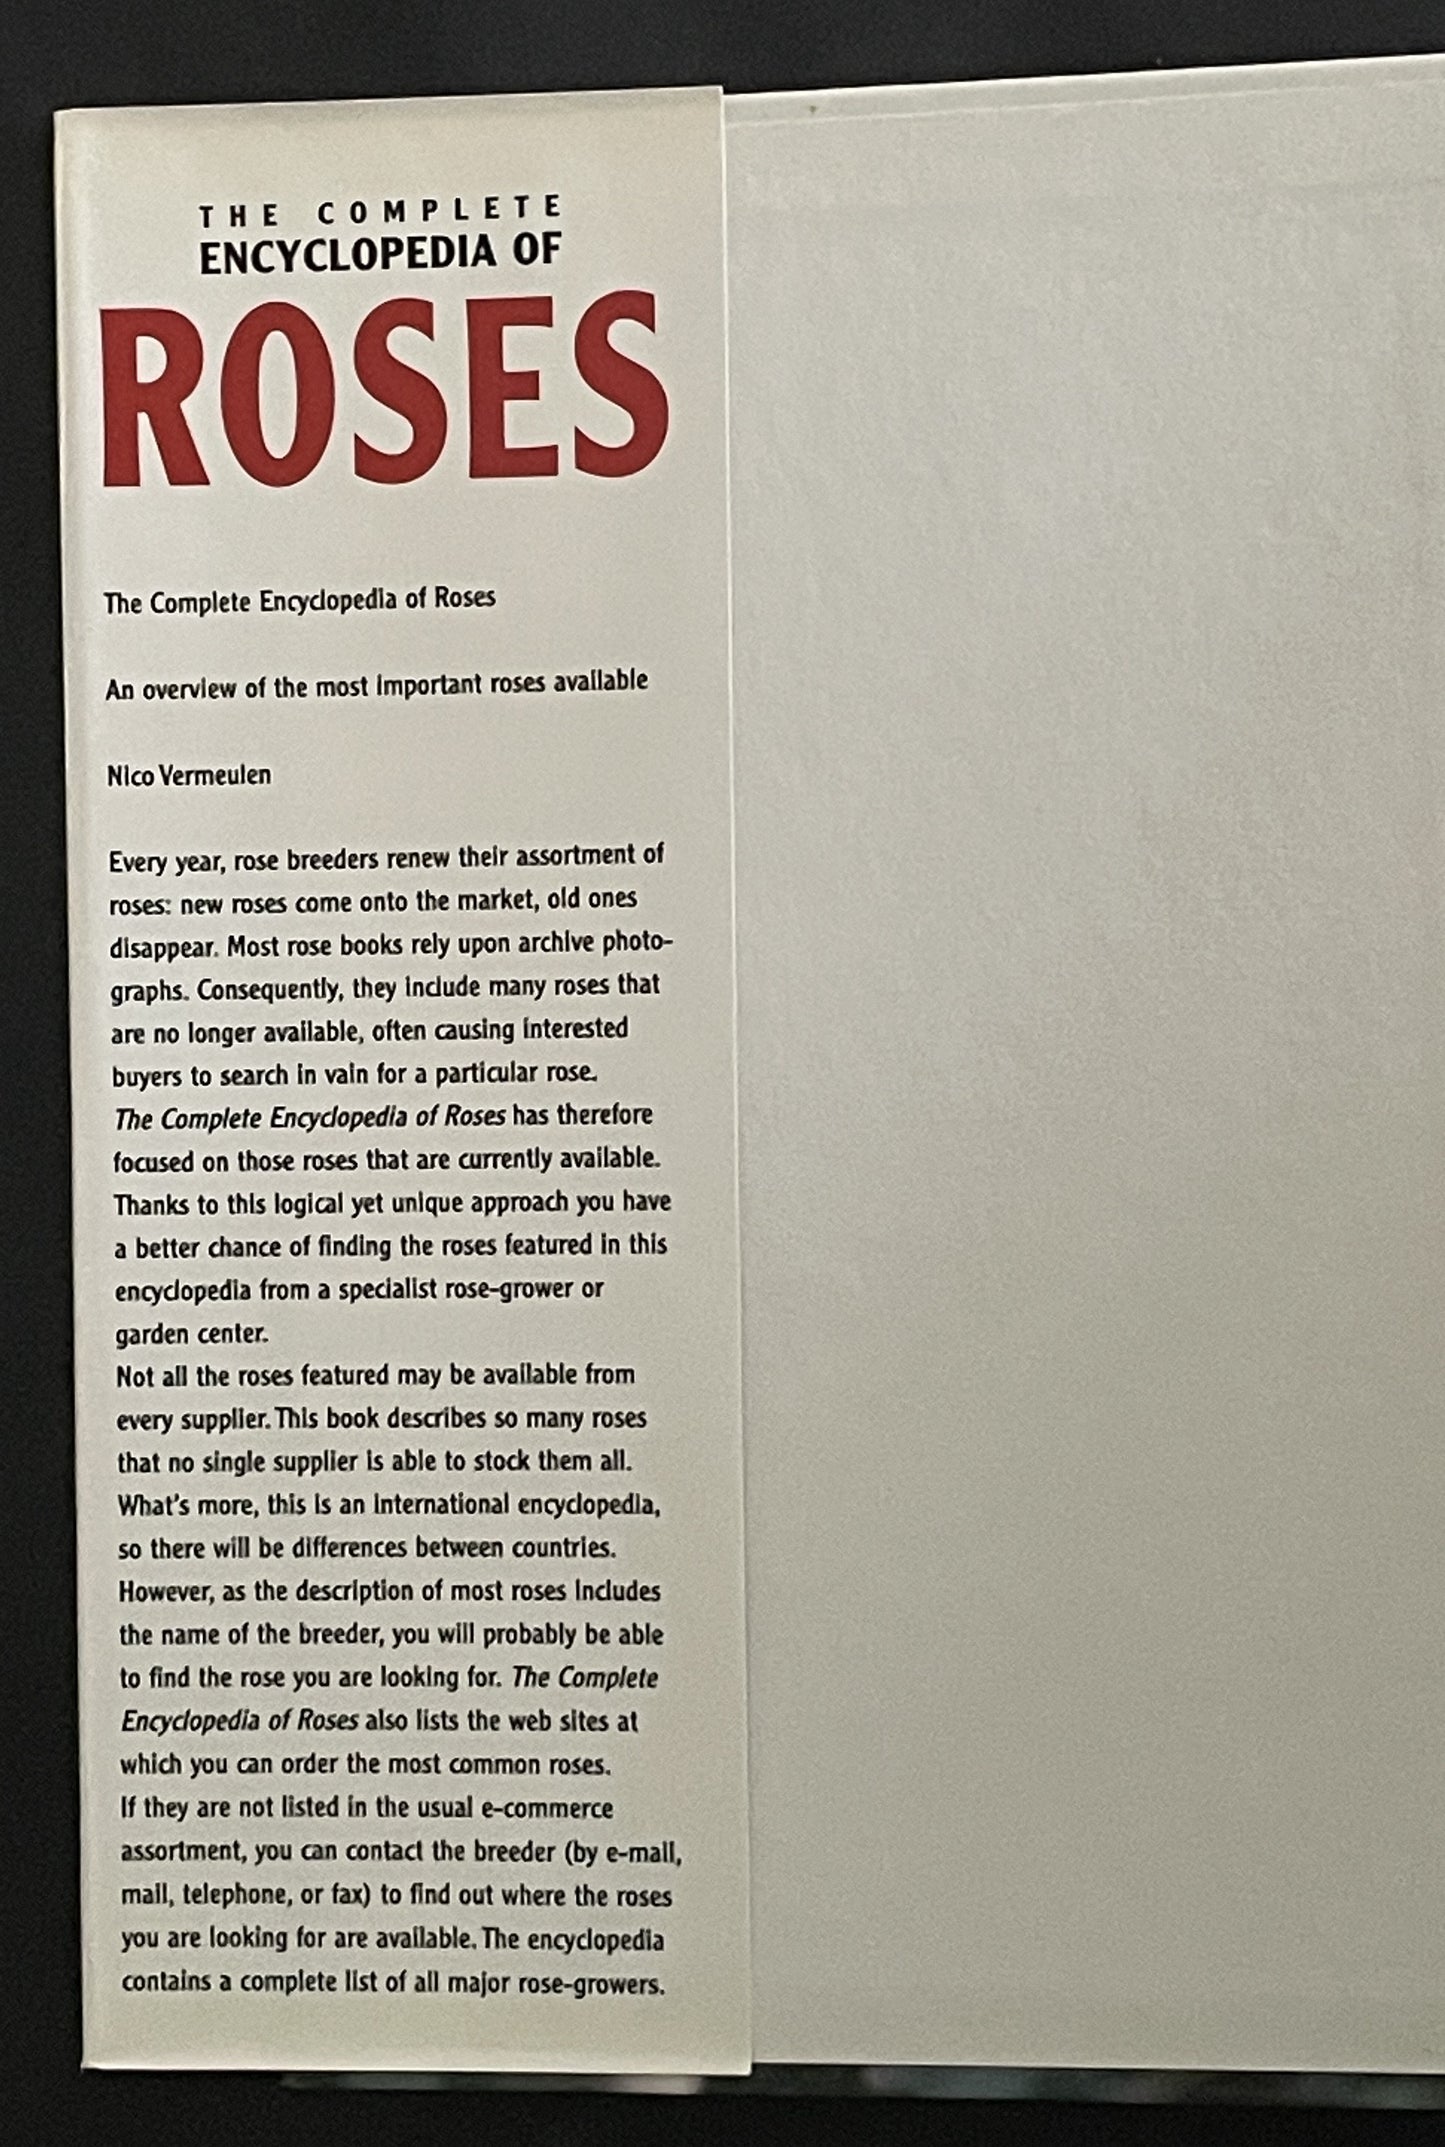 THE COMPLETE
ENCYCLOPEDIA OF
ROSES
The Complete Encyclopedia of Roses
An overview of the most important roses available
Nico Vermeulen
Every year, rose breeders renew their assortment of
roses: new roses come onto the market, old ones
disappear. Most rose books rely upon archive photo-
graphs. Consequently, they include many roses that
are no longer available, often causing interested
buyers to search in vain for a particular rose.
The Complete Encyclopedia of Roses has therefore
focused on those roses that are currently available.
Thanks to this logical yet unique approach you have
a better chance of finding the roses featured in this
encyclopedia from a specialist rose-grower or
garden center.
Not all the roses featured may be available from
every supplier. This book describes so many roses
that no single supplier is able to stock them all.
What's more, this is an international encyclopedia,
so there will be differences between countries.
However, as the description of most roses includes
the name of the breeder, you will probably be able
to find the rose you are looking for. The Complete
Encyclopedia of Roses also lists the web sites at
which you can order the most common roses.
If they are not listed in the usual e-commerce
assortment, you can contact the breeder (by e-mail,
mail, telephone, or fax) to find out where the roses
you are looking for are available. The encyclopedia
contains a complete list of all major rose-growers.